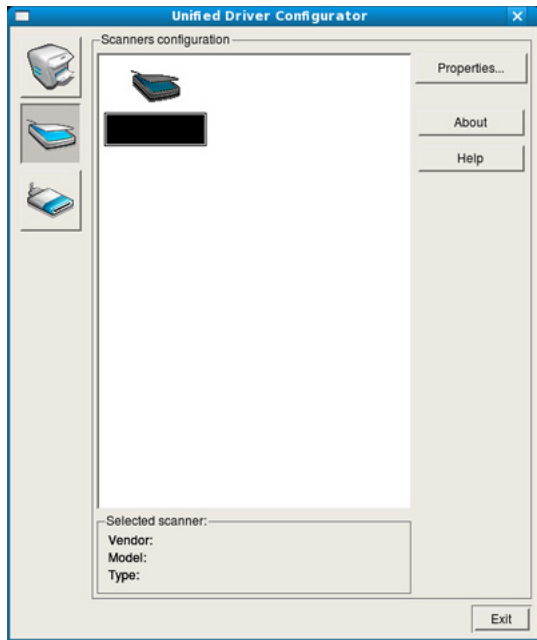 Unified Driver Configurator
Scanners configuration
Properties...
About
Help
Selected scanner:
Vendor:
Model:
Type:
Exit